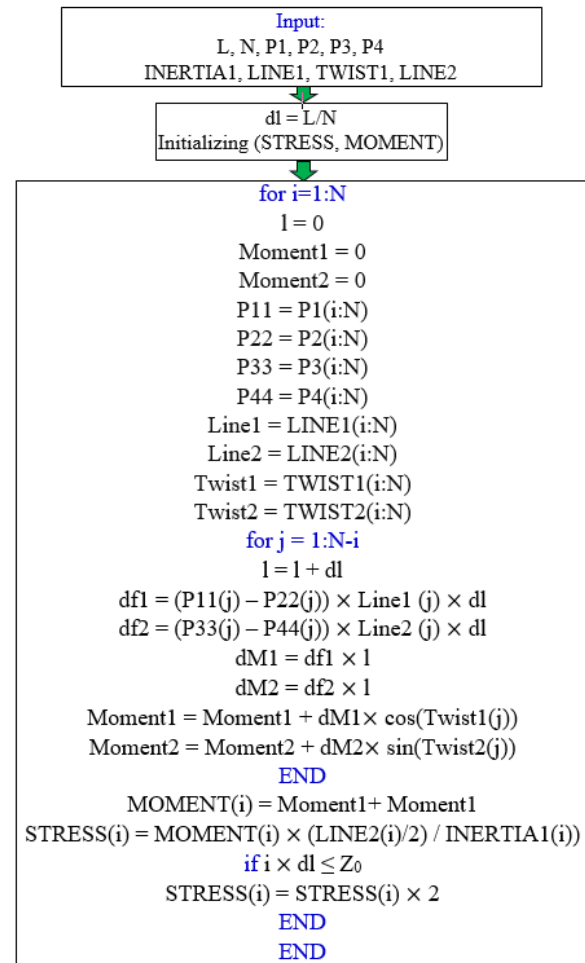 Input:
L, N, P1, P2, P3, P4
INERTIA1, LINE1, TWIST1, LINE2
dl = L/N
Initializing (STRESS, MOMENT)
for i=1:N
l = 0
Moment1 = 0
Moment2 = 0
P11 = P1(i:N)
P22 = P2(i:N)
P33 = P3(i:N)
P44 = P4(i:N)
Line1 = LINE1(i:N)
Line2 = LINE2(i:N)
Twist1 = TWIST1(i:N)
Twist2 = TWIST2(i:N)
for j = 1:N-i
l = l + dl
df1 = (P11(j) – P22(j)) × Line1 (j) × dl
df2 = (P33(j) – P44(j)) × Line2 (j) × dl
dM1 = df1 × l
dM2 = df2 × l
Moment1 = Moment1 + dM1× cos(Twist1(j))
Moment2 = Moment2 + dM2× sin(Twist2(j))
END
MOMENT(i) = Moment1+ Moment1
STRESS(i) = MOMENT(i) × (LINE2(i)/2) / INERTIA1(i))
if i × dl ≤ Z₀
STRESS(i) = STRESS(i) × 2
END
END